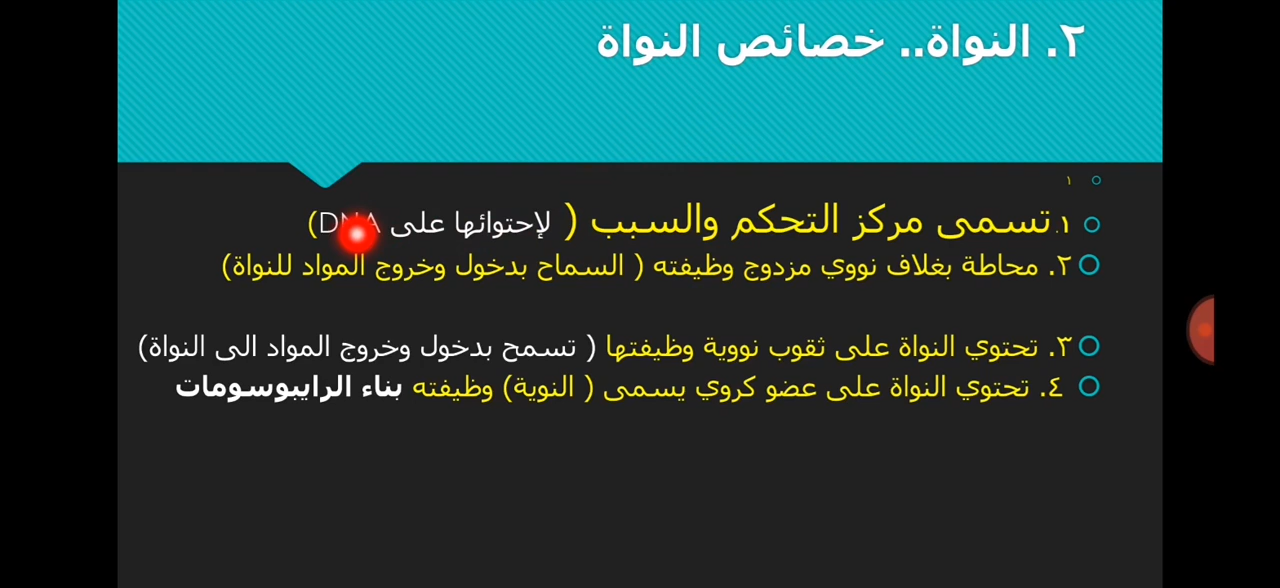 ٢. النواة.. خصائص النواة
١
١. تسمى مركز التحكم والسبب ( لإحتوائها على DNA)
٢. محاطة بغلاف نووي مزدوج وظيفته ( السماح بدخول وخروج المواد للنواة)
٣. تحتوي النواة على ثقوب نووية وظيفتها ( تسمح بدخول وخروج المواد الى النواة)
٤. تحتوي النواة على عضو كروي يسمى ( النوية) وظيفته بناء الرايبوسومات